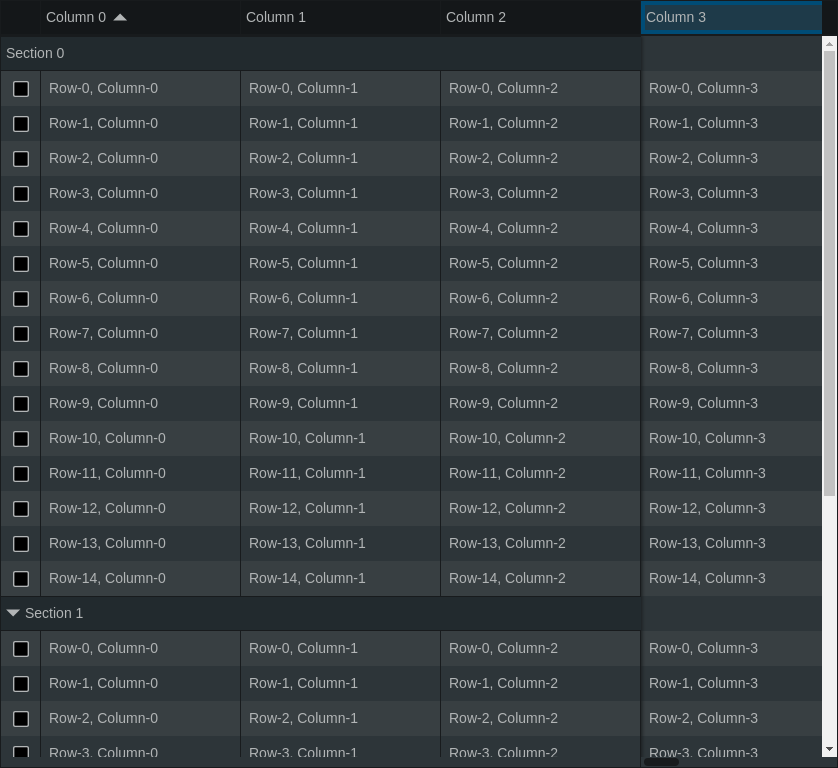 Column 0 Column 1 Column 2 Column 3
Section 0
Row-0, Column-0 Row-0, Column-1 Row-0, Column-2 Row-0, Column-3
Row-1, Column-0 Row-1, Column-1 Row-1, Column-2 Row-1, Column-3
Row-2, Column-0 Row-2, Column-1 Row-2, Column-2 Row-2, Column-3
Row-3, Column-0 Row-3, Column-1 Row-3, Column-2 Row-3, Column-3
Row-4, Column-0 Row-4, Column-1 Row-4, Column-2 Row-4, Column-3
Row-5, Column-0 Row-5, Column-1 Row-5, Column-2 Row-5, Column-3
Row-6, Column-0 Row-6, Column-1 Row-6, Column-2 Row-6, Column-3
Row-7, Column-0 Row-7, Column-1 Row-7, Column-2 Row-7, Column-3
Row-8, Column-0 Row-8, Column-1 Row-8, Column-2 Row-8, Column-3
Row-9, Column-0 Row-9, Column-1 Row-9, Column-2 Row-9, Column-3
Row-10, Column-0 Row-10, Column-1 Row-10, Column-2 Row-10, Column-3
Row-11, Column-0 Row-11, Column-1 Row-11, Column-2 Row-11, Column-3
Row-12, Column-0 Row-12, Column-1 Row-12, Column-2 Row-12, Column-3
Row-13, Column-0 Row-13, Column-1 Row-13, Column-2 Row-13, Column-3
Row-14, Column-0 Row-14, Column-1 Row-14, Column-2 Row-14, Column-3
Section 1
Row-0, Column-0 Row-0, Column-1 Row-0, Column-2 Row-0, Column-3
Row-1, Column-0 Row-1, Column-1 Row-1, Column-2 Row-1, Column-3
Row-2, Column-0 Row-2, Column-1 Row-2, Column-2 Row-2, Column-3
Row-3, Column-0 Row-3, Column-1 Row-3, Column-2 Row-3, Column-3